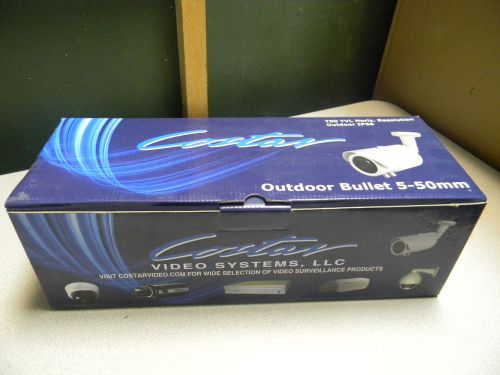 700 TVL Horiz. Resolution
Outdoor IP66
Costar
Outdoor Bullet 5-50mm
Costar
VIDEO SYSTEMS, LLC
VISIT COSTARVIDEO.COM FOR WIDE SELECTION OF VIDEO SURVEILLANCE PRODUCTS